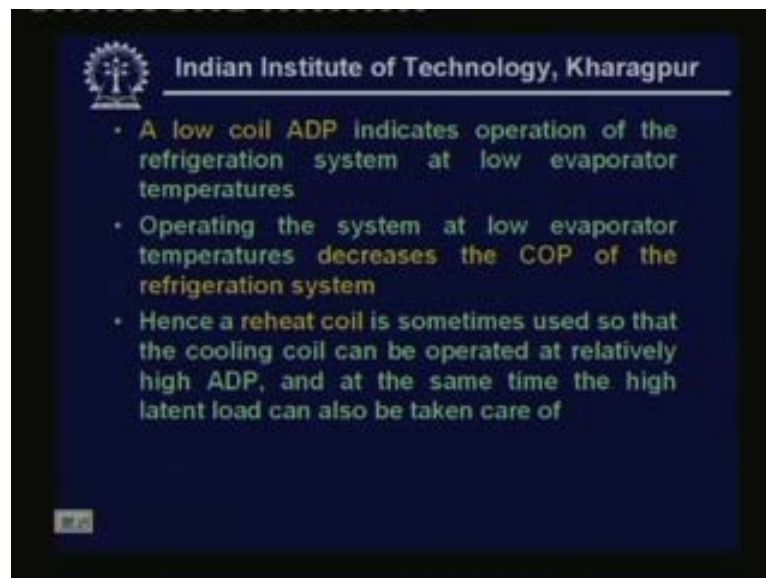 Indian Institute of Technology, Kharagpur
• A low coil ADP indicates operation of the
refrigeration system at low evaporator
temperatures
• Operating the system at low evaporator
temperatures decreases the COP of the
refrigeration system
• Hence a reheat coil is sometimes used so that
the cooling coil can be operated at relatively
high ADP, and at the same time the high
latent load can also be taken care of